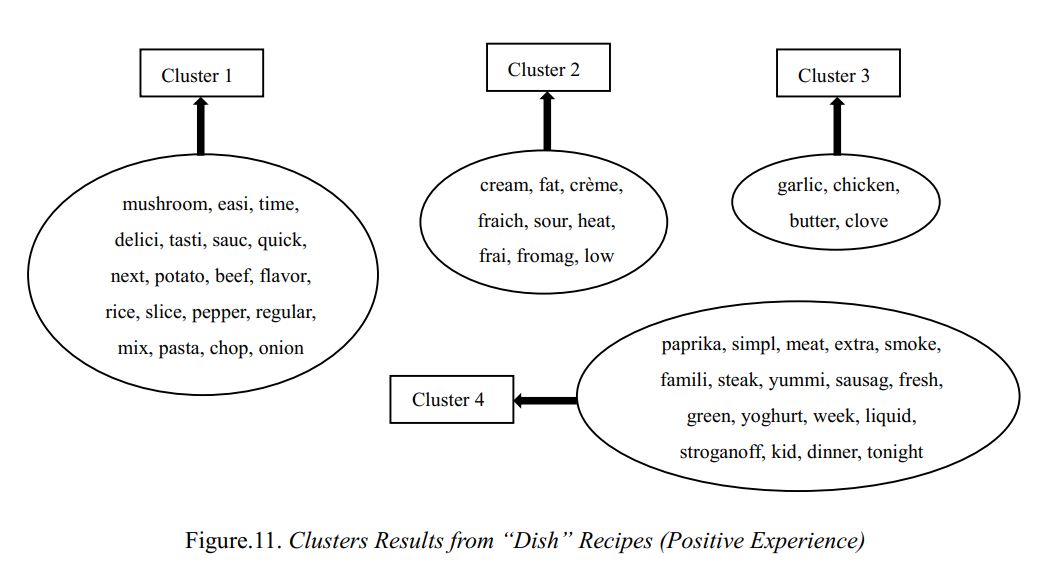 Cluster 1
mushroom, easi, time,
delici, tasti, sauc, quick,
next, potato, beef, flavor,
rice, slice, pepper, regular,
mix, pasta, chop, onion
Cluster 2
cream, fat, crème,
fraich, sour, heat,
frai, fromag, low
Cluster 3
garlic, chicken,
butter, clove
Cluster 4
paprika, simpl, meat, extra, smoke,
famili, steak, yummi, sausag, fresh,
green, yoghurt, week, liquid,
stroganoff, kid, dinner, tonight
Figure.11. Clusters Results from “Dish” Recipes (Positive Experience)